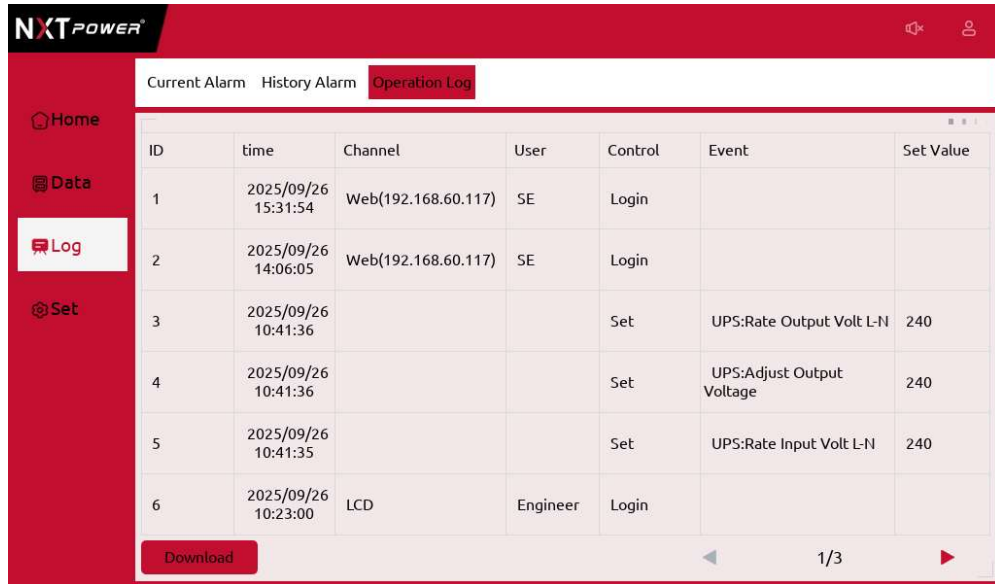 NXT POWER®
Current Alarm History Alarm Operation Log
Home
Data
Log
Set
ID time Channel User Control Event Set Value
1 2025/09/26 15:31:54 Web(192.168.60.117) SE Login
2 2025/09/26 14:06:05 Web(192.168.60.117) SE Login
3 2025/09/26 10:41:36 Set UPS:Rate Output Volt L-N 240
4 2025/09/26 10:41:36 Set UPS:Adjust Output Voltage 240
5 2025/09/26 10:41:35 Set UPS:Rate Input Volt L-N 240
6 2025/09/26 10:23:00 LCD Engineer Login
Download 1/3